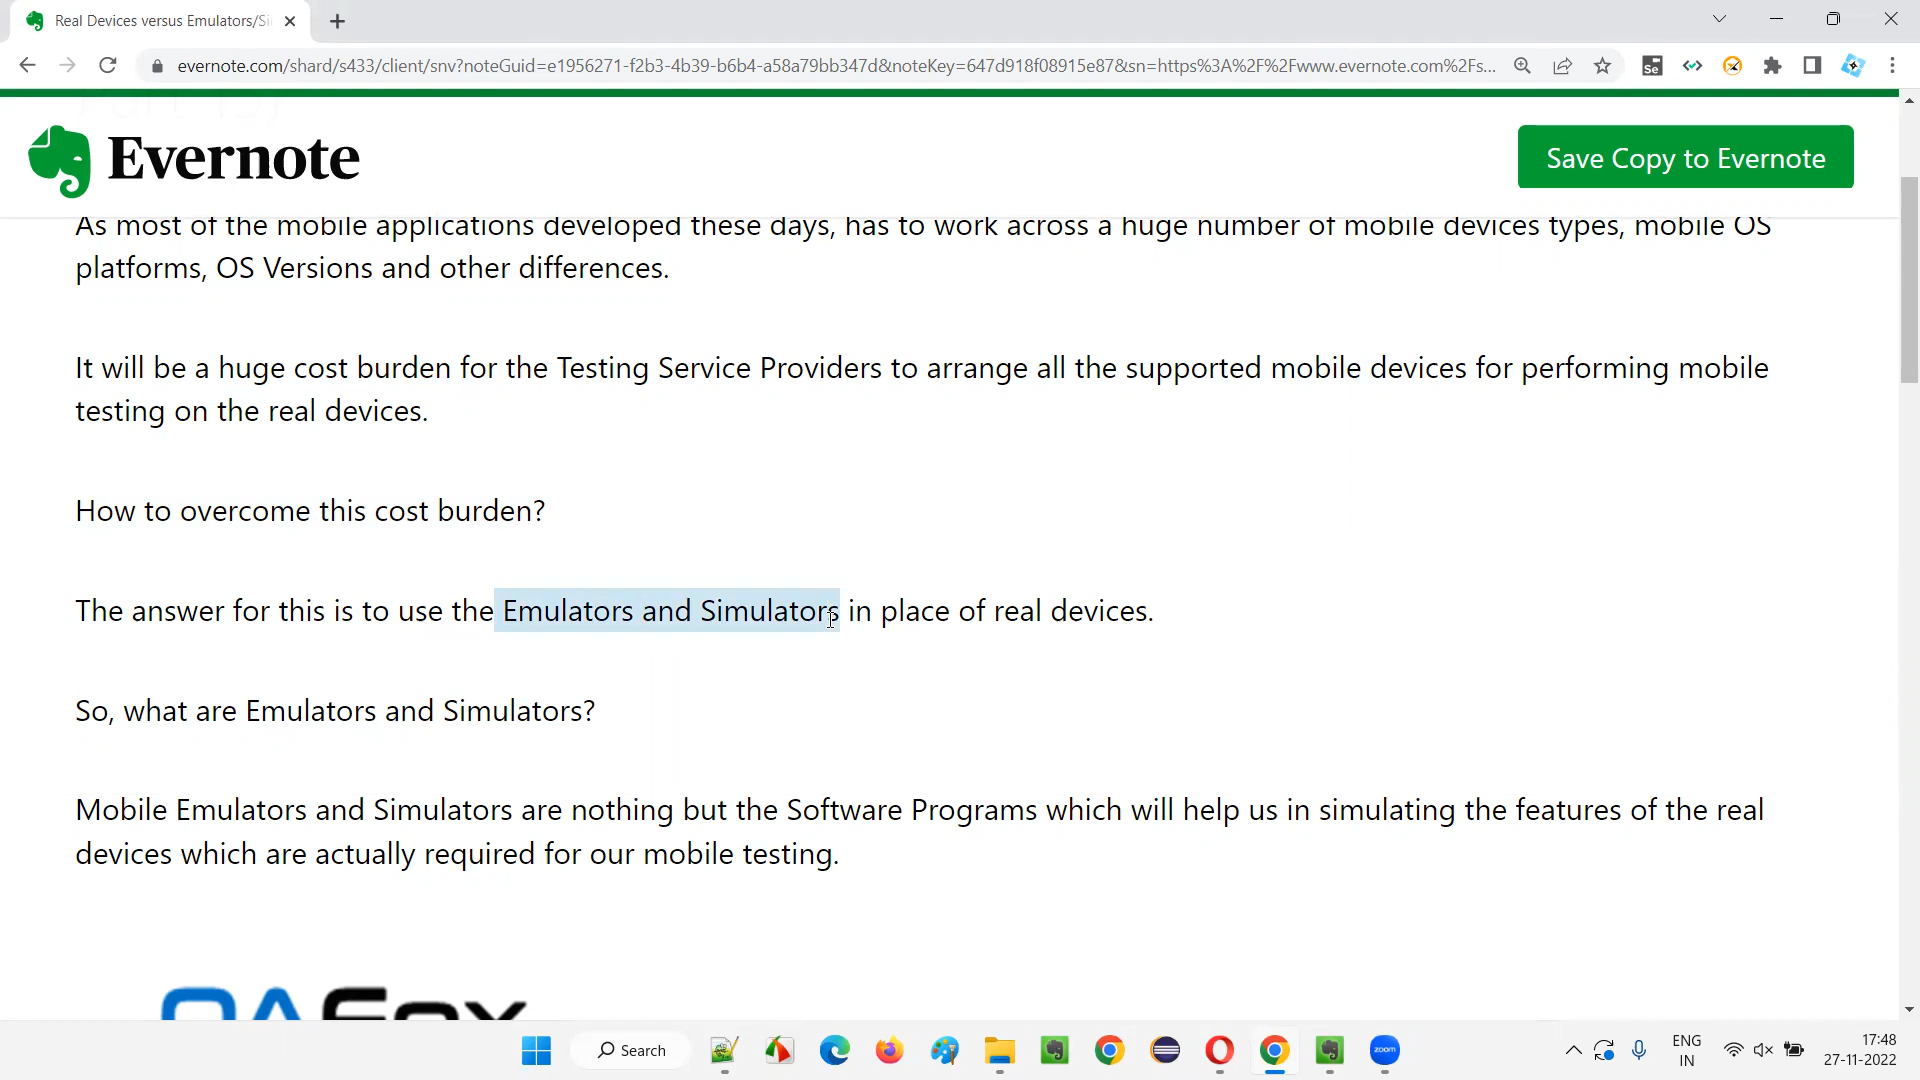 Real Devices versus Emulators/Si
evernote.com/shard/s433/client/snv?noteGuid=e1956271-f2b3-4b39-b6b4-a58a79bb347d&noteKey=647d918f08915e87&sn=https%3A%2F%2Fwww.evernote.com%2Fs...
Se
Evernote
Save Copy to Evernote
As most of the mobile applications developed these days, has to work across a huge number of mobile devices types, mobile OS
platforms, OS Versions and other differences.
It will be a huge cost burden for the Testing Service Providers to arrange all the supported mobile devices for performing mobile
testing on the real devices.
How to overcome this cost burden?
The answer for this is to use the Emulators and Simulators in place of real devices.
So, what are Emulators and Simulators?
Mobile Emulators and Simulators are nothing but the Software Programs which will help us in simulating the features of the real
devices which are actually required for our mobile testing.
QAFox
Search
zoom
ENG
IN
17:48
27-11-2022